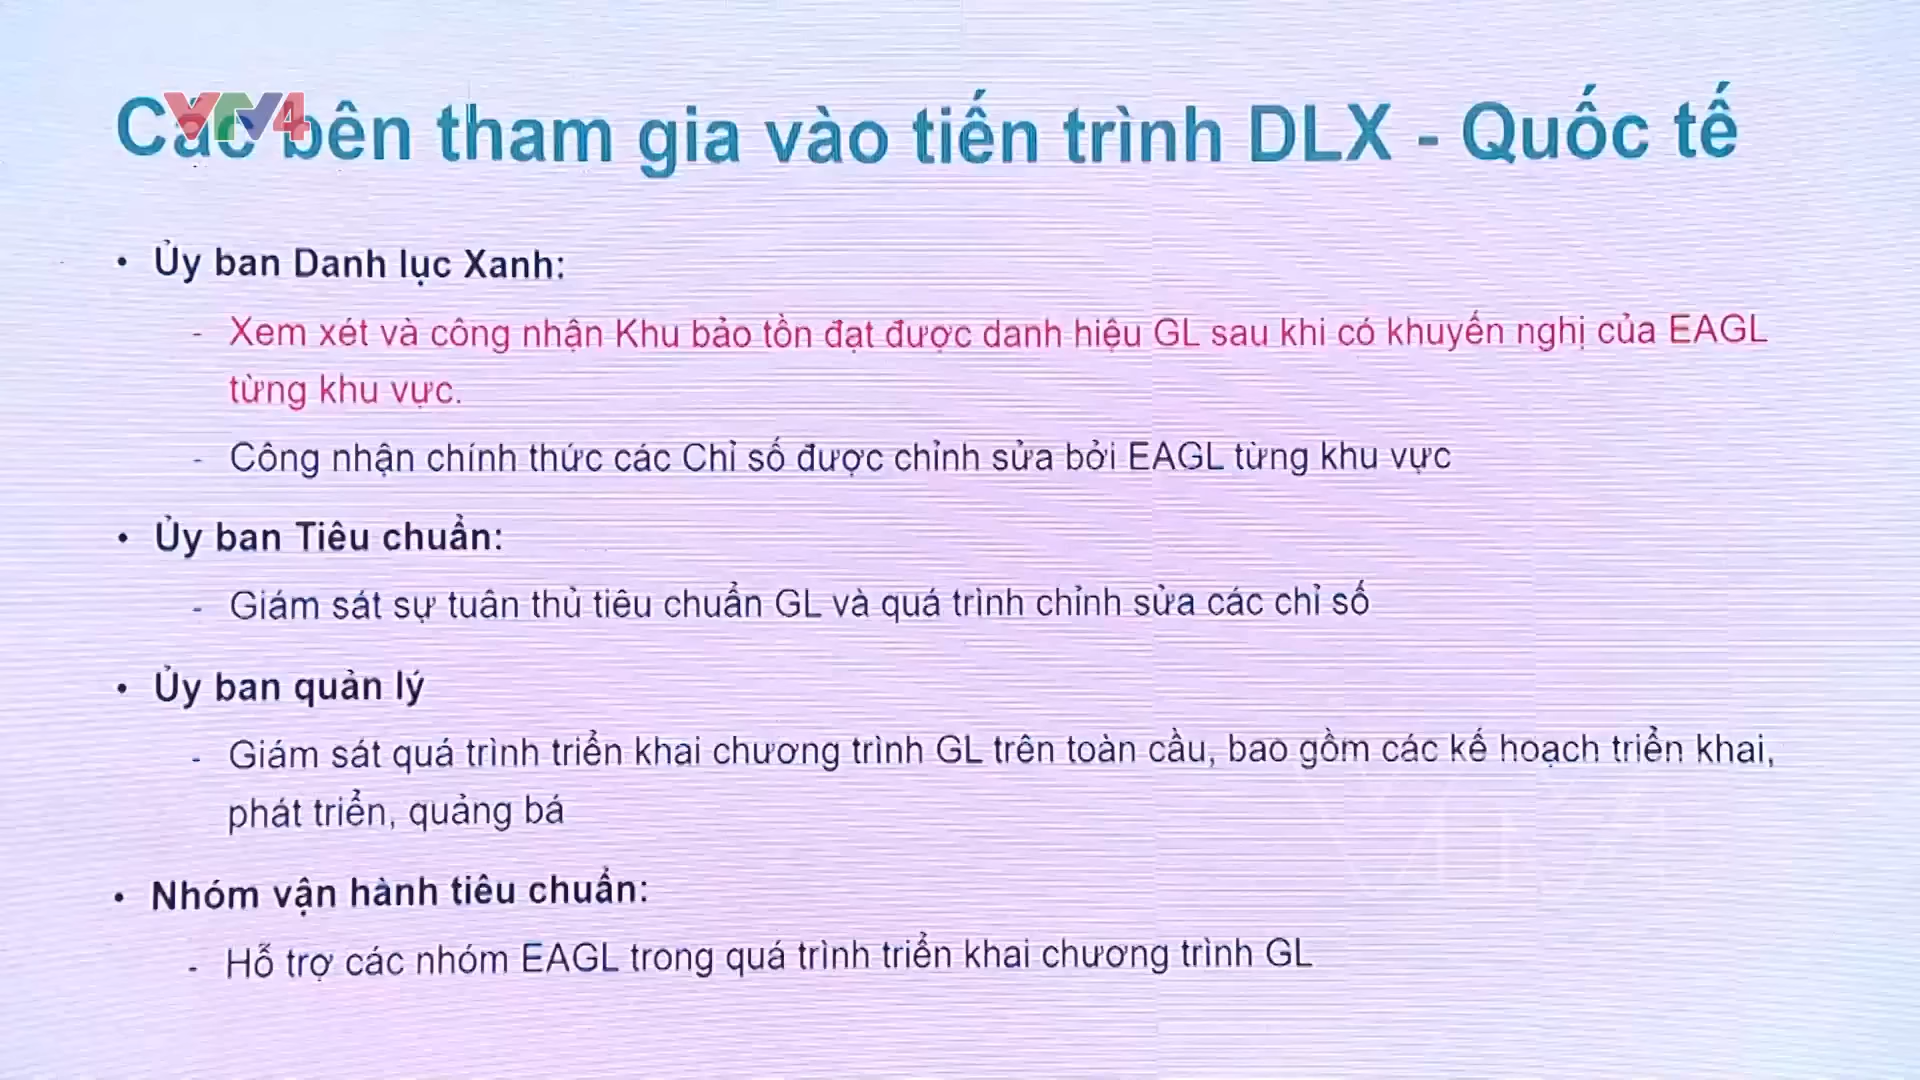 VTV4
Các bên tham gia vào tiến trình DLX - Quốc tế
• Ủy ban Danh lục Xanh:
- Xem xét và công nhận Khu bảo tồn đạt được danh hiệu GL sau khi có khuyến nghị của EAGL
từng khu vực.
- Công nhận chính thức các Chỉ số được chỉnh sửa bởi EAGL từng khu vực
• Ủy ban Tiêu chuẩn:
- Giám sát sự tuân thủ tiêu chuẩn GL và quá trình chỉnh sửa các chỉ số
• Ủy ban quản lý
- Giám sát quá trình triển khai chương trình GL trên toàn cầu, bao gồm các kế hoạch triển khai,
phát triển, quảng bá
• Nhóm vận hành tiêu chuẩn:
- Hỗ trợ các nhóm EAGL trong quá trình triển khai chương trình GL
VTV4